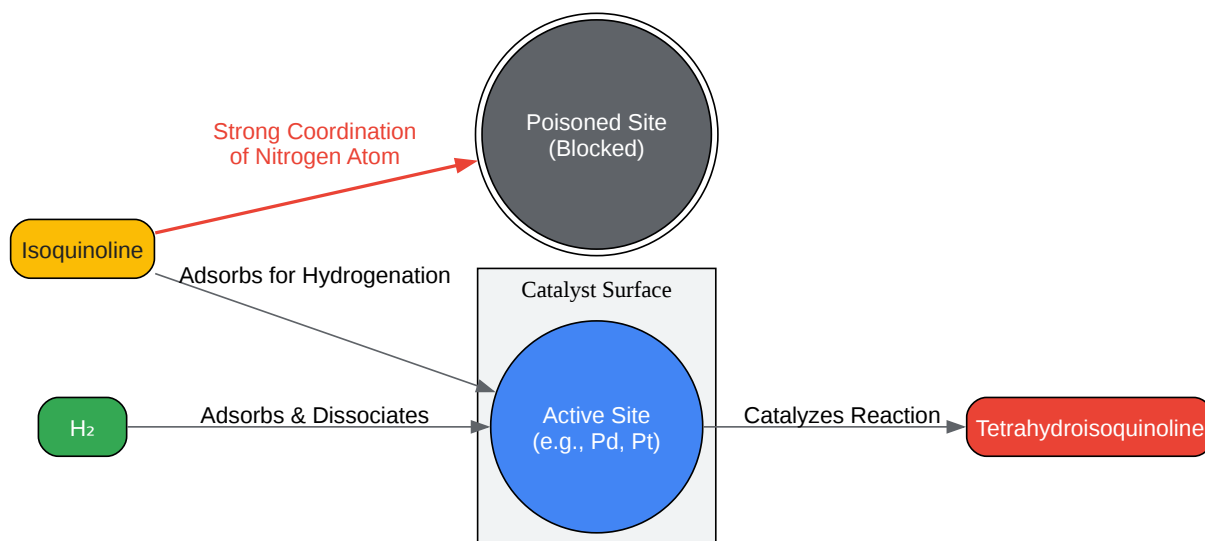 Poisoned Site
(Blocked)
Strong Coordination
of Nitrogen Atom
Isoquinoline
Adsorbs for Hydrogenation
Catalyst Surface
H₂
Adsorbs & Dissociates
Active Site
(e.g., Pd, Pt)
Catalyzes Reaction
Tetrahydroisoquinoline